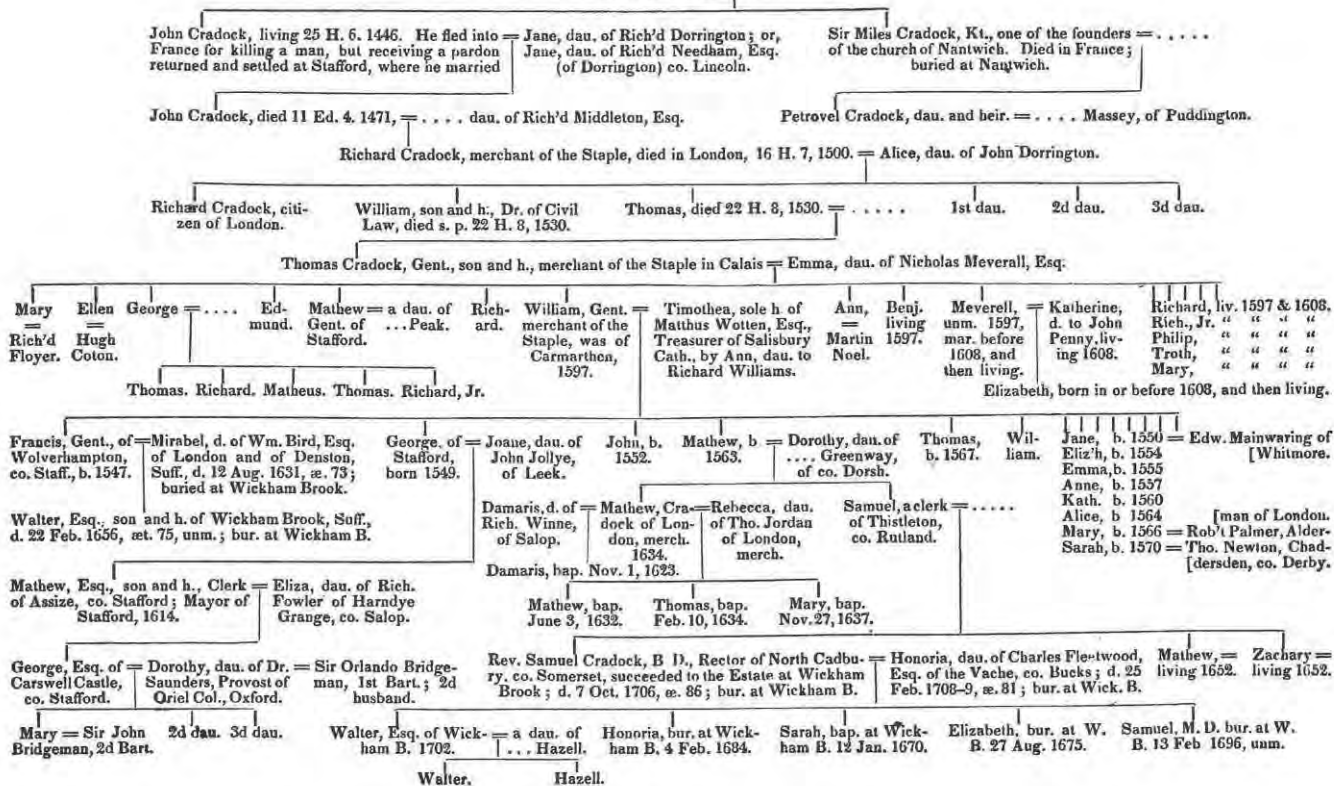 John Cradock, living 25 H. 6. 1446. He fled into = Jane, dau. of Rich'd Dorrington; or,
France for killing a man, but receiving a pardon Jane, dau. of Rich'd Needham, Esq.
returned and settled at Stafford, where he married (of Dorrington) co. Lincoln.
Sir Miles Cradock, Kt., one of the founders = . . . . .
of the church of Nantwich. Died in France;
buried at Nantwich.
John Cradock, died 11 Ed. 4. 1471, = . . . . dau. of Rich'd Middleton, Esq.
Petrovel Cradock, dau. and heir. = . . . . Massey, of Puddington.
Richard Cradock, merchant of the Staple, died in London, 16 H. 7, 1500. = Alice, dau. of John Dorrington.
Richard Cradock, citi-
zen of London.
William, son and h., Dr. of Civil
Law, died s. p. 22 H. 8, 1530.
Thomas, died 22 H. 8, 1530. = . . . . .
1st dau.
2d dau.
3d dau.
Thomas Cradock, Gent., son and h., merchant of the Staple in Calais = Emma, dau. of Nicholas Meverall, Esq.
Mary
=
Rich'd
Floyer.
Ellen
=
Hugh
Coton.
George = . . . .
Ed-
mund.
Mathew = a dau. of
Gent. of ...Peak.
Stafford.
Rich-
ard.
William, Gent. =
merchant of the
Staple, was of
Carmarthen,
1597.
Timothea, sole h. of
Matthus Wotten, Esq.,
Treasurer of Salisbury
Cath., by Ann, dau. to
Richard Williams.
Ann,
=
Martin
Noel.
Benj.
living
1597.
Meverell, =
unm. 1597,
mar. before
1608, and
then living.
Katherine,
d. to John
Penny, liv-
ing 1608.
Richard, liv. 1597 & 1608.
Rich., Jr. " " " "
Philip, " " " "
Troth, " " " "
Mary, " " " "
Thomas. Richard. Matheus. Thomas. Richard, Jr.
Elizabeth, born in or before 1608, and then living.
Francis, Gent., of =
Wolverhampton,
co. Staff., b. 1547.
Mirabel, d. of Wm. Bird, Esq.
of London and of Denston,
Suff., d. 12 Aug. 1631, æ. 73;
buried at Wickham Brook.
George, of =
Stafford,
born 1549.
Joane, dau. of
John Jollye,
of Leek.
John, b.
1552.
Mathew, b =
1563.
Dorothy, dau. of
. . . . Greenway,
of co. Dorsh.
Thomas,
b. 1567.
Wil-
liam.
Jane, b. 1550 = Edw. Mainwaring of
Eliz'h, b. 1554 [Whitmore.
Emma, b. 1555
Anne, b. 1557
Kath. b. 1560
Alice, b 1564 [man of London.
Mary, b. 1566 = Rob't Palmer, Alder-
Sarah, b. 1570 = Tho. Newton, Chad-
[dersden, co. Derby.
Walter, Esq., son and h. of Wickham Brook, Suff.,
d. 22 Feb. 1656, æt. 75, unm.; bur. at Wickham B.
Damaris, d. of =
Rich. Winne,
of Salop.
Mathew, Cra- =
dock of Lon-
don, merch.
1634.
Rebecca, dau.
of Tho. Jordan
of London,
merch.
Samuel, a clerk = . . . . .
of Thistleton,
co. Rutland.
Damaris, bap. Nov. 1, 1623.
Mathew, Esq., son and h., Clerk =
of Assize, co. Stafford; Mayor of
Stafford, 1614.
Eliza, dau. of Rich.
Fowler of Harndye
Grange, co. Salop.
Mathew, bap.
June 3, 1632.
Thomas, bap.
Feb. 10, 1634.
Mary, bap.
Nov. 27, 1637.
George, Esq. of =
Carswell Castle,
co. Stafford.
Dorothy, dau. of Dr. =
Saunders, Provost of
Oriel Col., Oxford.
Sir Orlando Bridge-
man, 1st Bart.; 2d
husband.
Rev. Samuel Cradock, B D., Rector of North Cadbu- =
ry. co. Somerset, succeeded to the Estate at Wickham
Brook; d. 7 Oct. 1706, æ. 86; bur. at Wickham B.
Honoria, dau. of Charles Fleetwood,
Esq. of the Vache, co. Bucks; d. 25
Feb. 1708-9, æ. 81; bur. at Wick. B.
Mathew, =
living 1652.
Zachary =
living 1652.
Mary = Sir John
Bridgeman, 2d Bart.
2d dau.
3d dau.
Walter, Esq. of Wick- =
ham B. 1702.
a dau. of
. . . Hazell.
Honoria, bur. at Wick-
ham B, 4 Feb. 1684.
Sarah, bap. at Wick-
ham B. 12 Jan. 1670.
Elizabeth, bur. at W.
B. 27 Aug. 1675.
Samuel, M. D. bur. at W.
B. 13 Feb 1696, unm.
Walter.
Hazell.